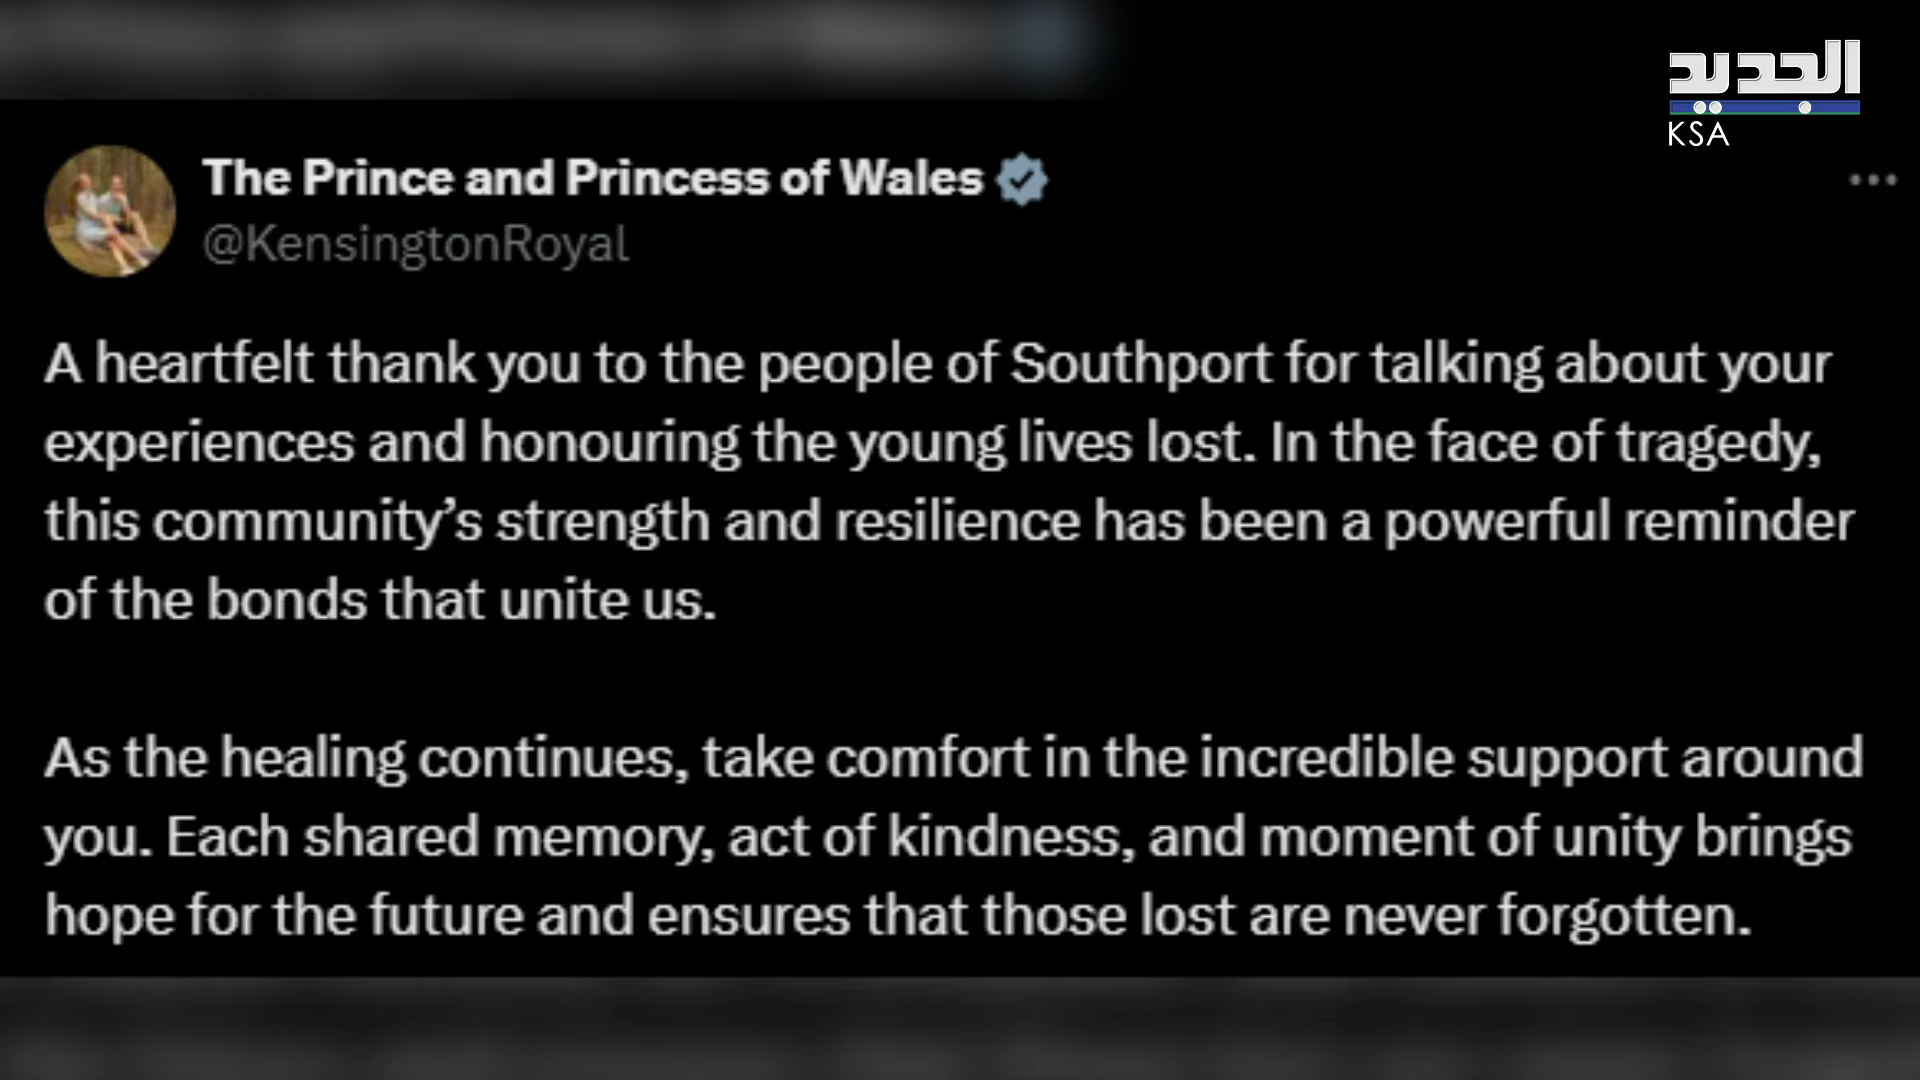 الجديد
KSA
The Prince and Princess of Wales
@KensingtonRoyal
A heartfelt thank you to the people of Southport for talking about your
experiences and honouring the young lives lost. In the face of tragedy,
this community’s strength and resilience has been a powerful reminder
of the bonds that unite us.
As the healing continues, take comfort in the incredible support around
you. Each shared memory, act of kindness, and moment of unity brings
hope for the future and ensures that those lost are never forgotten.